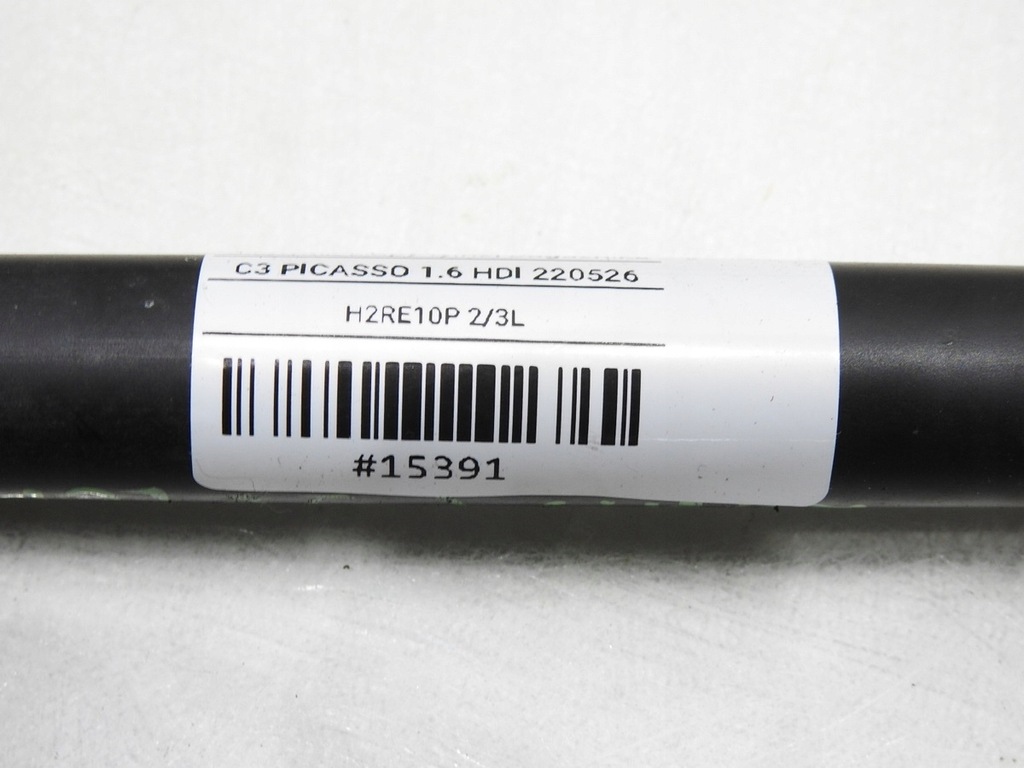 C3 PICASSO 1.6 HDI 220526
H2RE10P 2/3L
#15391